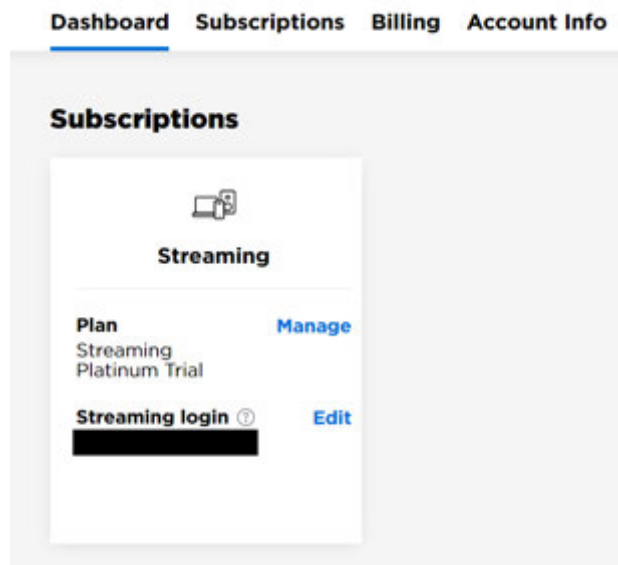 Dashboard Subscriptions Billing Account Info
Subscriptions
Streaming
Plan Manage
Streaming
Platinum Trial
Streaming login ? Edit